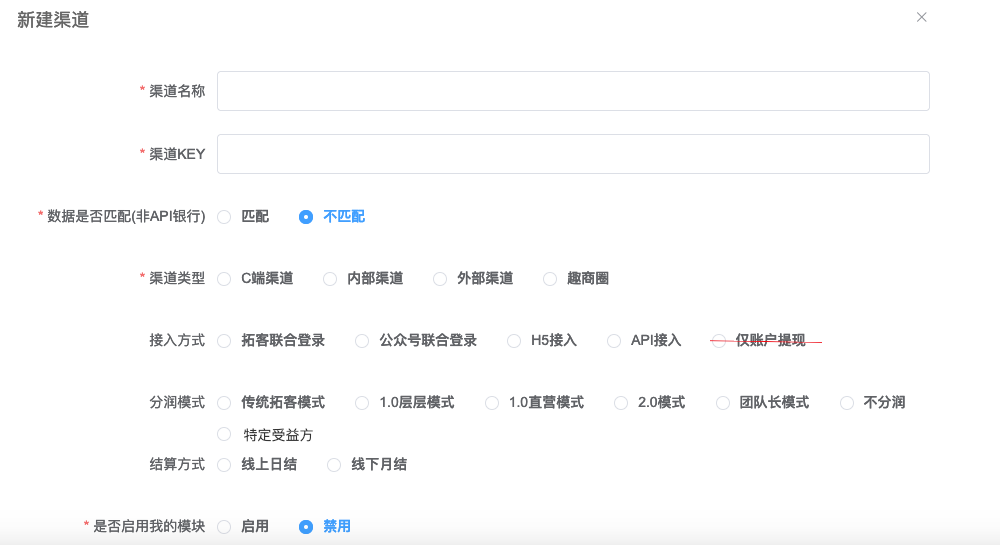 新建渠道
* 渠道名称
* 渠道KEY
* 数据是否匹配(非API银行) 匹配 不匹配
* 渠道类型 C端渠道 内部渠道 外部渠道 趣商圈
接入方式 拓客联合登录 公众号联合登录 H5接入 API接入 仅账户提现
分润模式 传统拓客模式 1.0层层模式 1.0直营模式 2.0模式 团队长模式 不分润
特定受益方
结算方式 线上日结 线下月结
* 是否启用我的模块 启用 禁用